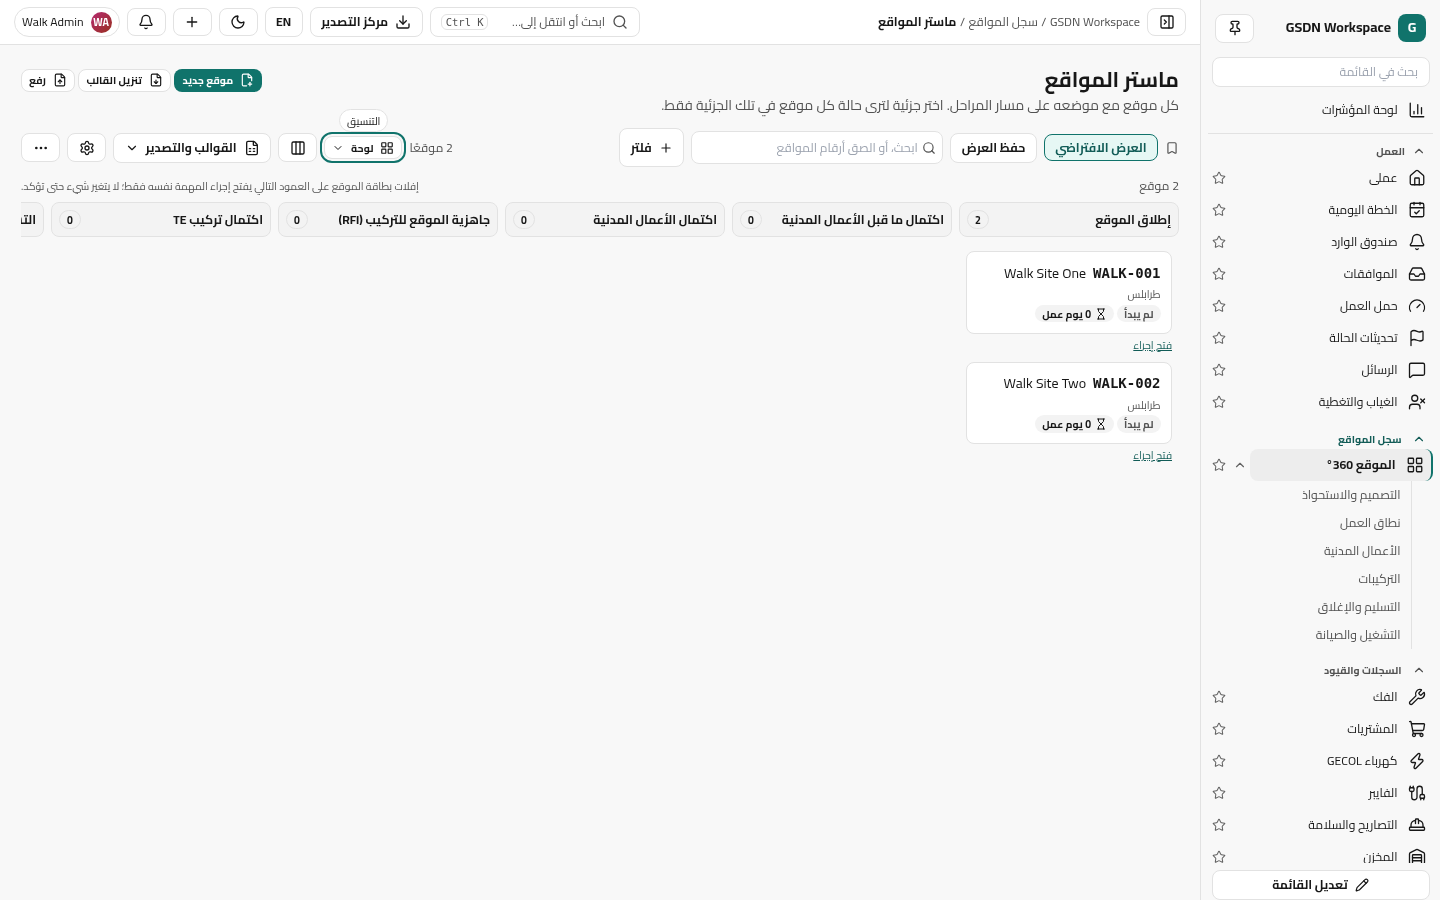 G GSDN Workspace
بحث في القائمة
لوحة المؤشرات
العمل
عملي
الخطة اليومية
صندوق الوارد
الموافقات
حمل العمل
تحديثات الحالة
الرسائل
الغياب والتغطية
سجل المواقع
الموقع 360°
التصميم والاستحواذ
نطاق العمل
الأعمال المدنية
التركيبات
التسليم والإغلاق
التشغيل والصيانة
السجلات والقيود
الفك
المشتريات
كهرباء GECOL
الفايبر
التصاريح والسلامة
المخزن
تعديل القائمة
GSDN Workspace / سجل المواقع / ماستر المواقع
ابحث أو انتقل إلى... Ctrl K
مركز التصدير
EN
WA Walk Admin
ماستر المواقع
موقع جديد تنزيل القالب رفع
كل موقع مع موضعه على مسار المراحل. اختر جزئية لترى حالة كل موقع في تلك الجزئية فقط.
التنسيق
العرض الافتراضي حفظ العرض ابحث، أو الصق أرقام المواقع + فلتر 2 موقعًا لوحة القوالب والتصدير ...
2 موقع
إفلات بطاقة الموقع على العمود التالي يفتح إجراء المهمة نفسه فقط؛ لا يتغير شيء حتى تؤكد.
إطلاق الموقع 2
اكتمال ما قبل الأعمال المدنية 0
اكتمال الأعمال المدنية 0
جاهزية الموقع للتركيب (RFI) 0
اكتمال تركيب TE 0
WALK-001 Walk Site One
طرابلس
لم يبدأ 0 يوم عمل
فتح إجراء
WALK-002 Walk Site Two
طرابلس
لم يبدأ 0 يوم عمل
فتح إجراء